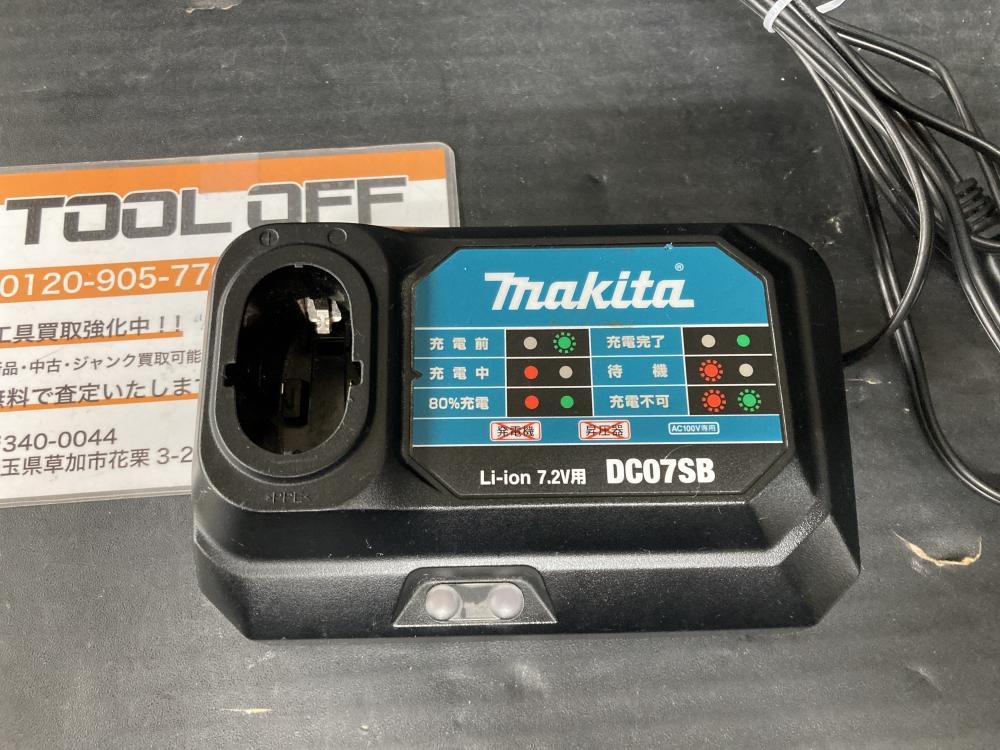 TOOL OFF
0120-905-77
工具買取強化中!!
品・中古・ジャンク買取可能
無料で査定いたしま
340-0044
玉県草加市花栗 3-2
makita®
充電前
充電完了
充電中
待機
80%充電
充電不可
発電機
昇圧器
AC100V専用
Li-ion 7.2V用 DC07SB
>PPE<